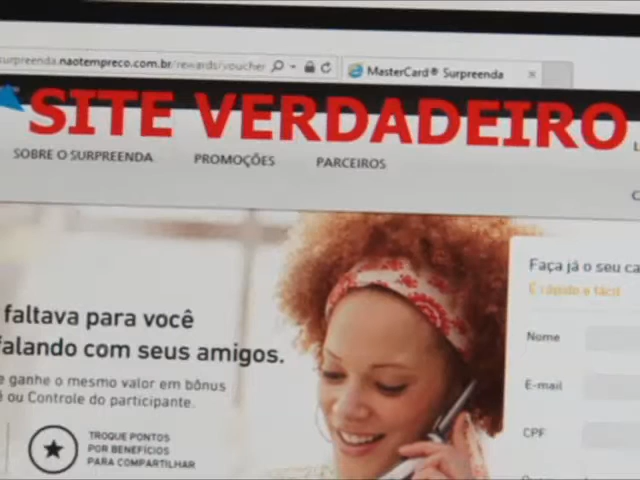 surpreenda.naotempreco.com.br/rewards/voucher
MasterCard® Surpreenda
SITE VERDADEIRO
SOBRE O SURPREENDA PROMOÇÕES PARCEIROS
Faça já o seu ca
É rápido e fácil
faltava para você
falando com seus amigos.
e ganhe o mesmo valor em bônus
é ou Controle do participante.
Nome
E-mail
CPF
TROQUE PONTOS
POR BENEFÍCIOS
PARA COMPARTILHAR